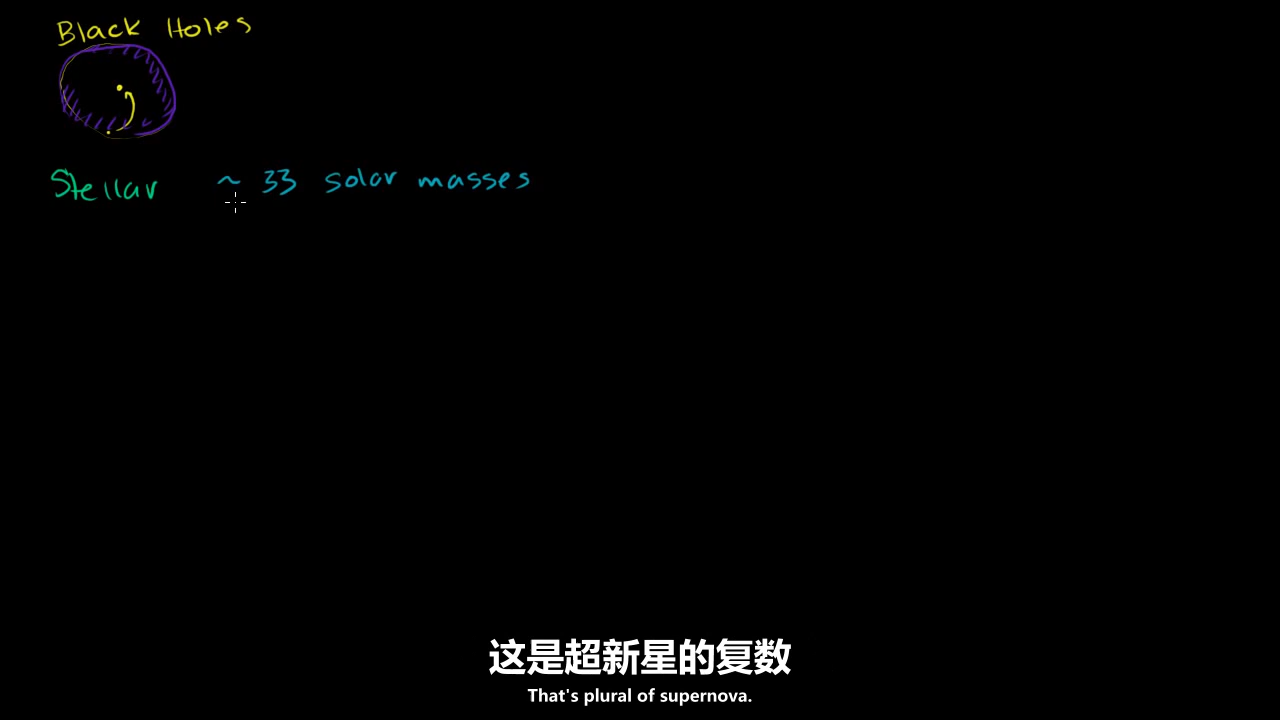 Black Holes
Stellar ~ 33 solar masses
这是超新星的复数
That's plural of supernova.